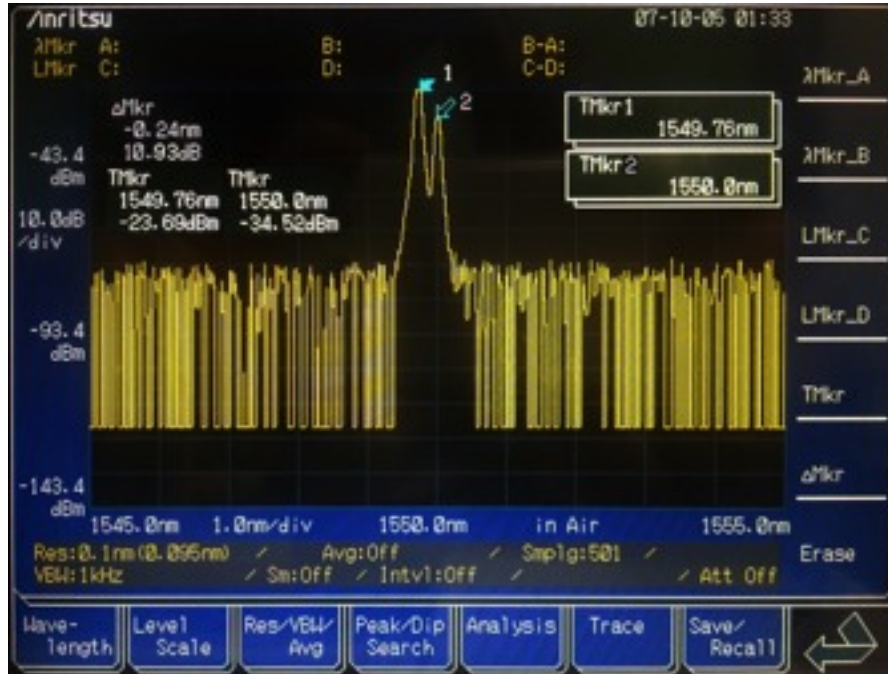 Anritsu 07-10-05 01:33
λMkr A: B: B-A:
LMkr C: D: C-D:
1
2
ΔMkr
-0.24nm
10.93dB
TMkr TMkr
1549.76nm 1550.0nm
-23.69dBm -34.52dBm
TMkr1
1549.76nm
TMkr2
1550.0nm
-43.4
dBm
10.0dB
/div
-93.4
dBm
-143.4
dBm
1545.0nm 1.0nm/div 1550.0nm in Air 1555.0nm
Res:0.1nm(0.095nm) / Avg:Off / Smplg:501 /
VBW:1kHz / Sm:Off / Intvl:Off / / Att Off
λMkr_A
λMkr_B
LMkr_C
LMkr_D
TMkr
ΔMkr
Erase
Wave-
length
Level
Scale
Res/VBW/
Avg
Peak/Dip
Search
Analysis
Trace
Save/
Recall